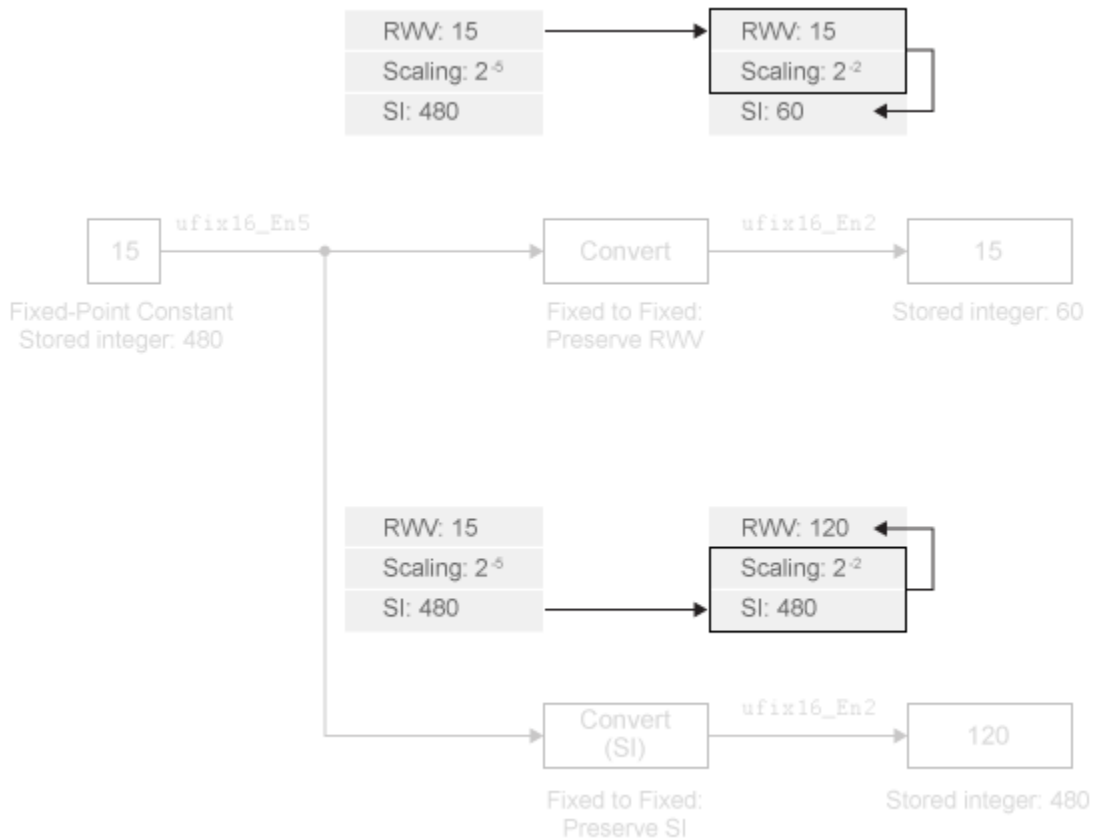 RWV: 15
Scaling: 2⁻⁵
SI: 480
RWV: 15
Scaling: 2⁻²
SI: 60
15
ufix16_En5
Fixed-Point Constant
Stored integer: 480
Convert
Fixed to Fixed:
Preserve RWV
ufix16_En2
15
Stored integer: 60
RWV: 15
Scaling: 2⁻⁵
SI: 480
RWV: 120
Scaling: 2⁻²
SI: 480
Convert
(SI)
Fixed to Fixed:
Preserve SI
ufix16_En2
120
Stored integer: 480